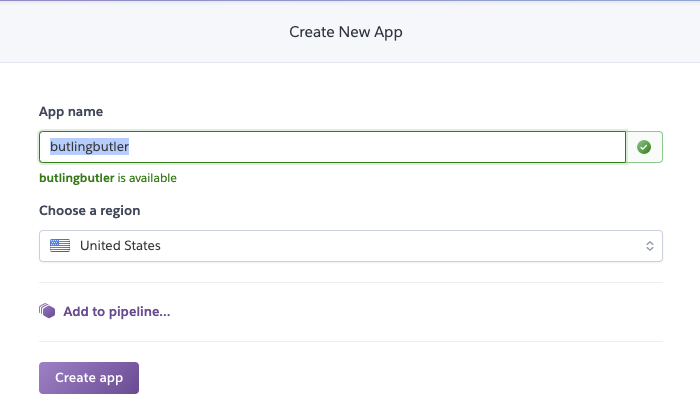 Create New App
App name
butlingbutler
butlingbutler is available
Choose a region
United States
Add to pipeline...
Create app